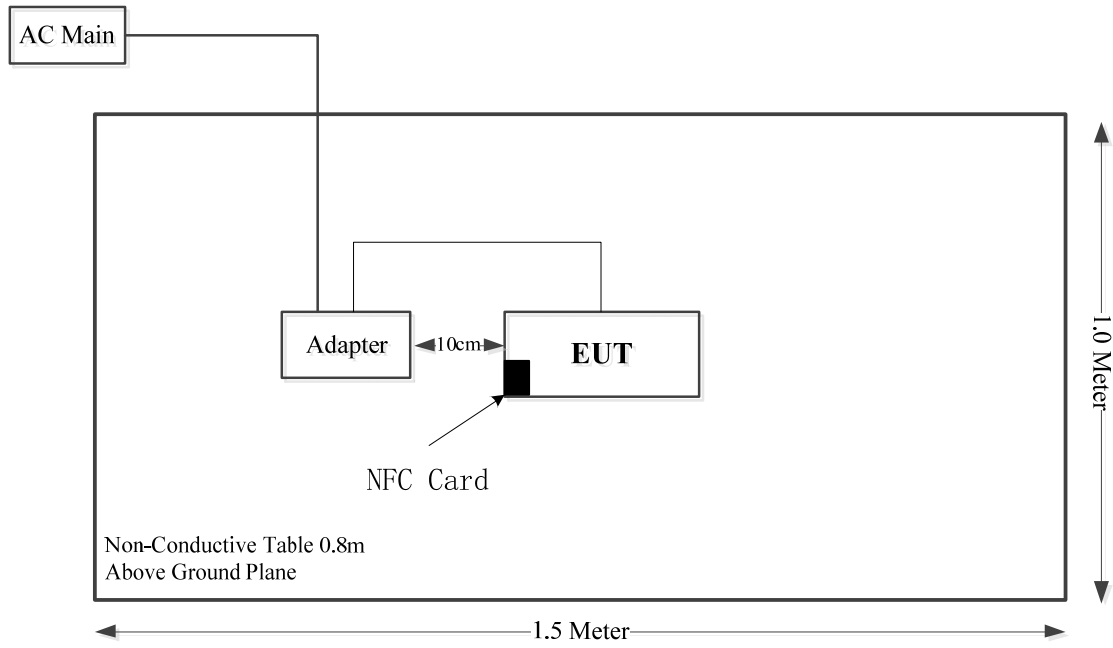 AC Main
Adapter
10cm
EUT
NFC Card
Non-Conductive Table 0.8m
Above Ground Plane
1.0 Meter
1.5 Meter